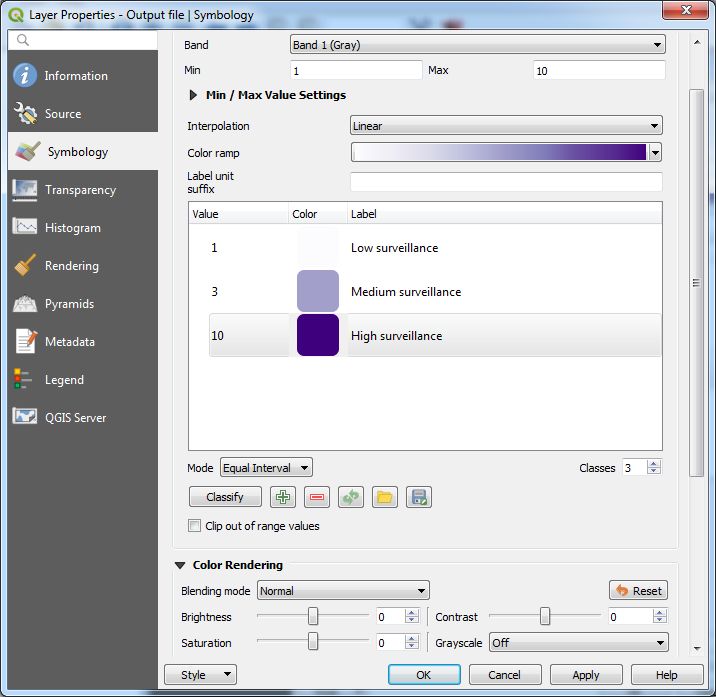 Layer Properties - Output file | Symbology
Information
Source
Symbology
Transparency
Histogram
Rendering
Pyramids
Metadata
Legend
QGIS Server
Band
Band 1 (Gray)
Min
1
Max
10
Min / Max Value Settings
Interpolation
Linear
Color ramp
Label unit
suffix
Value
Color
Label
1
Low surveillance
3
Medium surveillance
10
High surveillance
Mode
Equal Interval
Classes
3
Classify
Clip out of range values
Color Rendering
Blending mode
Normal
Reset
Brightness
0
Contrast
0
Saturation
0
Grayscale
Off
Style
OK
Cancel
Apply
Help